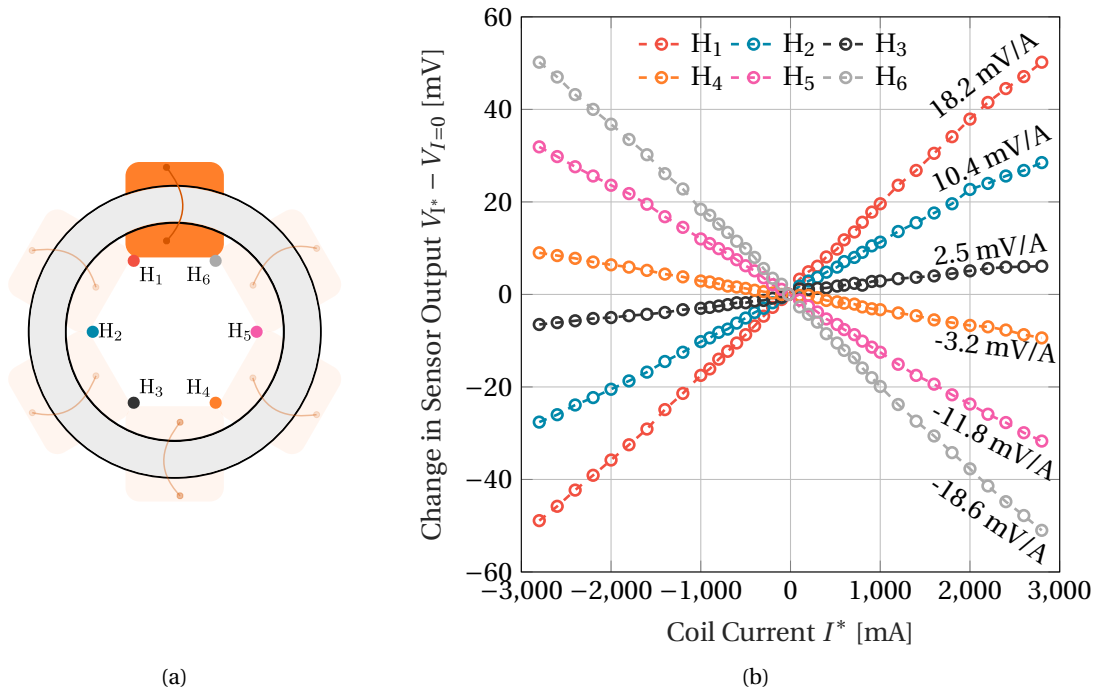 H1
H6
H2
H5
H3
H4
(a)
Change in Sensor Output V_I* − V_I=0 [mV]
60
40
20
0
−20
−40
−60
H1 H2 H3
H4 H5 H6
18.2 mV/A
10.4 mV/A
2.5 mV/A
-3.2 mV/A
-11.8 mV/A
-18.6 mV/A
−3,000 −2,000 −1,000 0 1,000 2,000 3,000
Coil Current I* [mA]
(b)